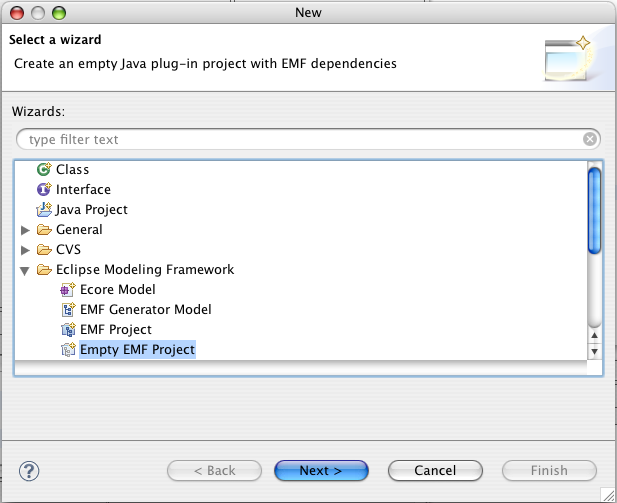 New
Select a wizard
Create an empty Java plug-in project with EMF dependencies
Wizards:
type filter text
Class
Interface
Java Project
General
CVS
Eclipse Modeling Framework
Ecore Model
EMF Generator Model
EMF Project
Empty EMF Project
? < Back Next > Cancel Finish